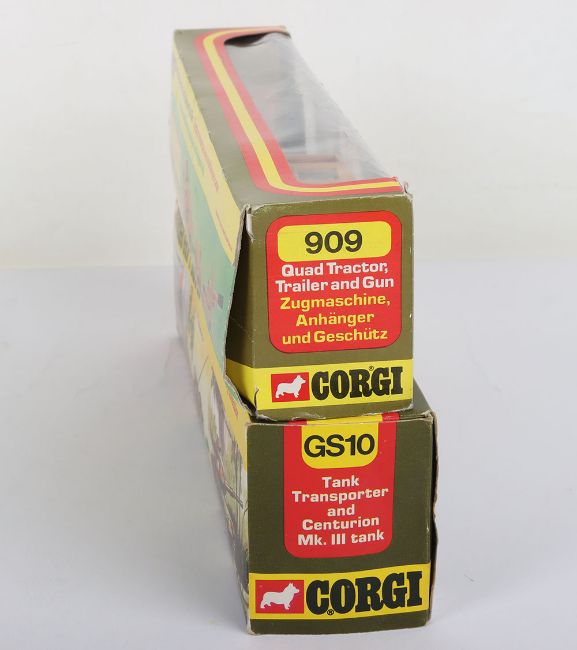 909
Quad Tractor,
Trailer and Gun
Zugmaschine,
Anhänger
und Geschütz
CORGI®
GS10
Tank
Transporter
and
Centurion
Mk. III tank
CORGI®